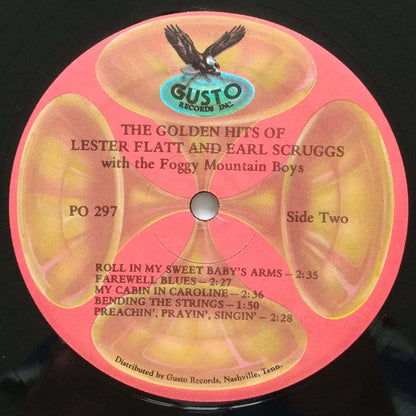 GUSTO
RECORDS INC.
THE GOLDEN HITS OF
LESTER FLATT AND EARL SCRUGGS
with the Foggy Mountain Boys
PO 297
Side Two
ROLL IN MY SWEET BABY'S ARMS – 2:35
FAREWELL BLUES – 2:27
MY CABIN IN CAROLINE – 2:36
BENDING THE STRINGS – 1:50
PREACHIN', PRAYIN', SINGIN' – 2:28
Distributed by Gusto Records, Nashville, Tenn.